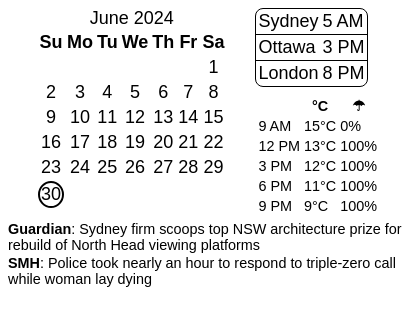 June 2024
Su Mo Tu We Th Fr Sa
1
2 3 4 5 6 7 8
9 10 11 12 13 14 15
16 17 18 19 20 21 22
23 24 25 26 27 28 29
30
Sydney 5 AM
Ottawa 3 PM
London 8 PM
°C ☂
9 AM 15°C 0%
12 PM 13°C 100%
3 PM 12°C 100%
6 PM 11°C 100%
9 PM 9°C 100%
Guardian: Sydney firm scoops top NSW architecture prize for
rebuild of North Head viewing platforms
SMH: Police took nearly an hour to respond to triple-zero call
while woman lay dying